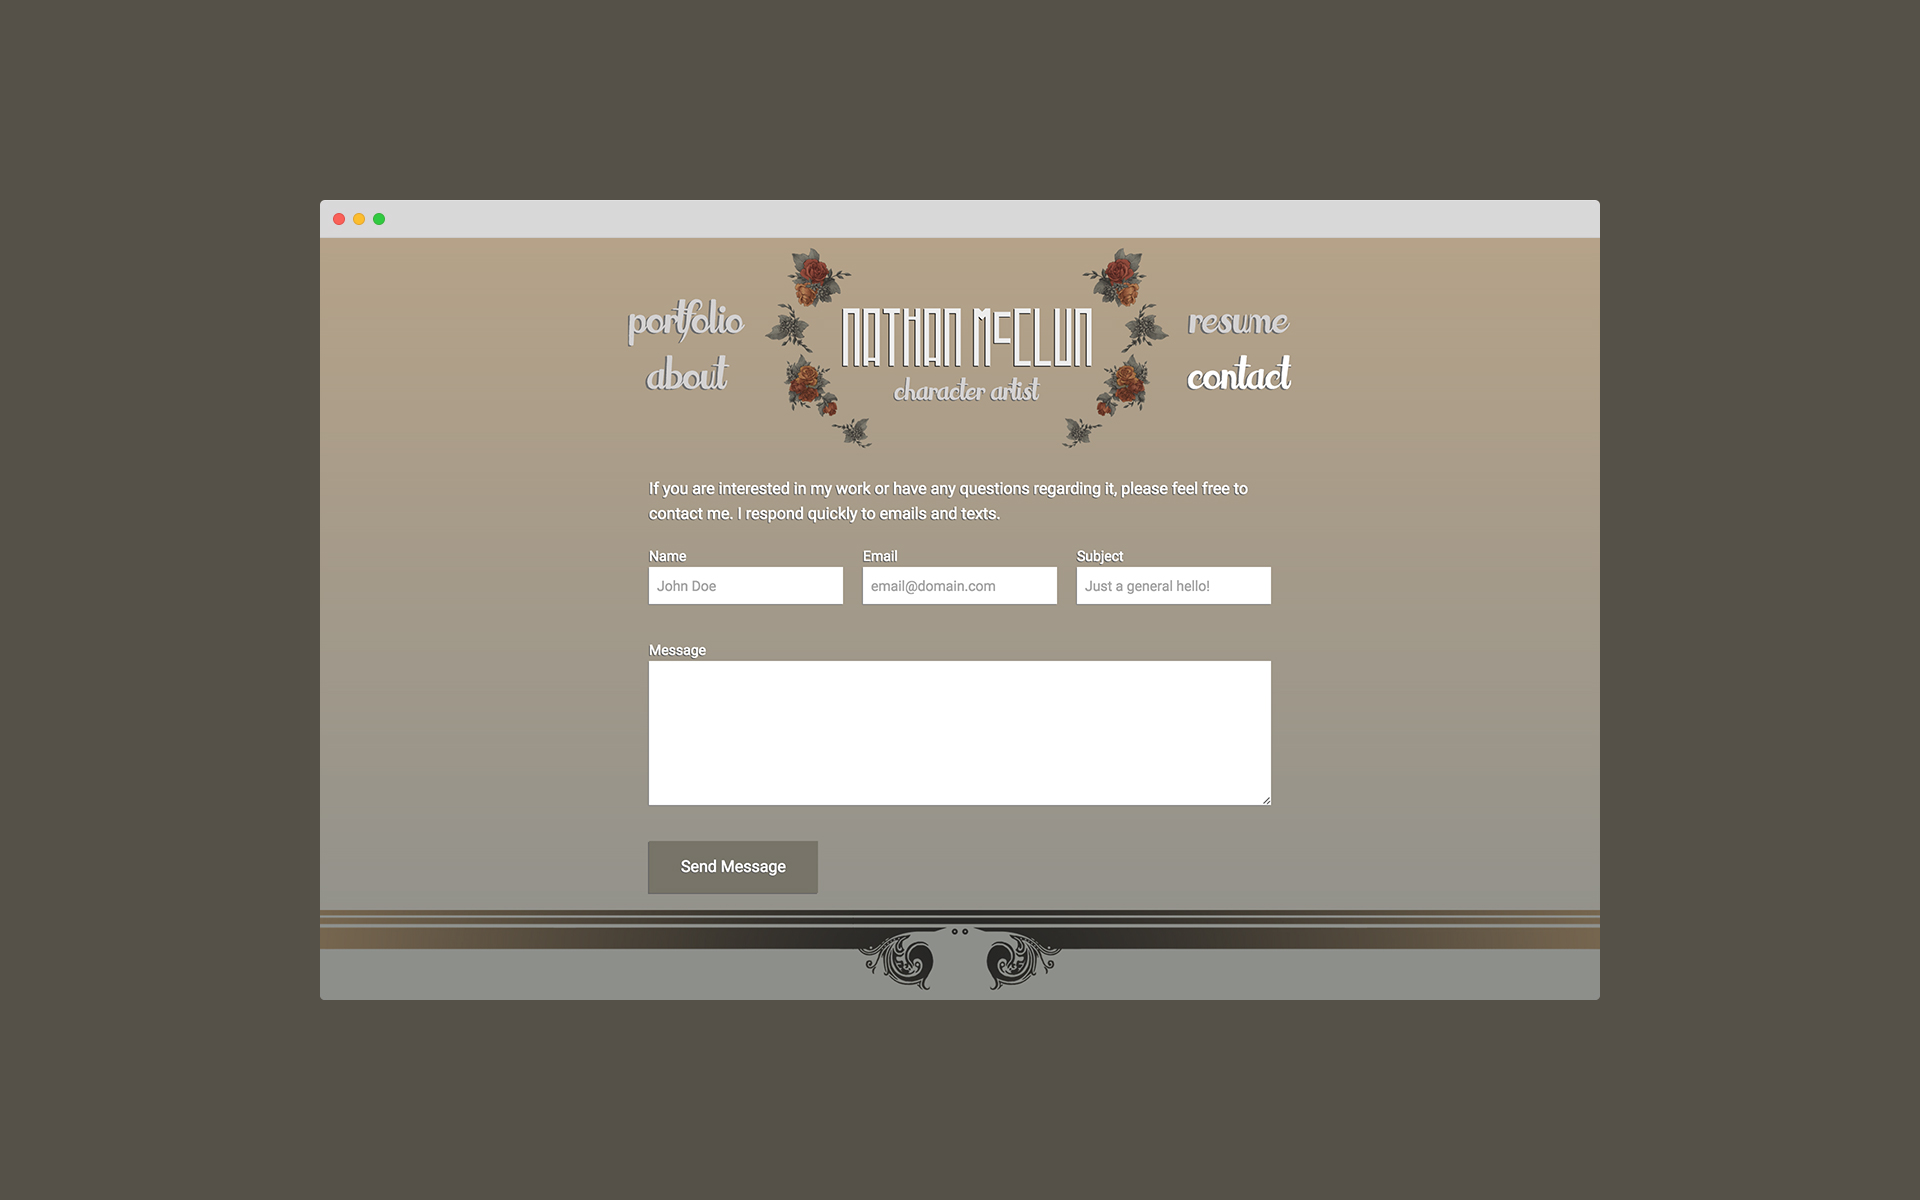 portfolio
about
NATHAN McCLUN
character artist
resume
contact
If you are interested in my work or have any questions regarding it, please feel free to
contact me. I respond quickly to emails and texts.
Name
Email
Subject
John Doe
email@domain.com
Just a general hello!
Message
Send Message